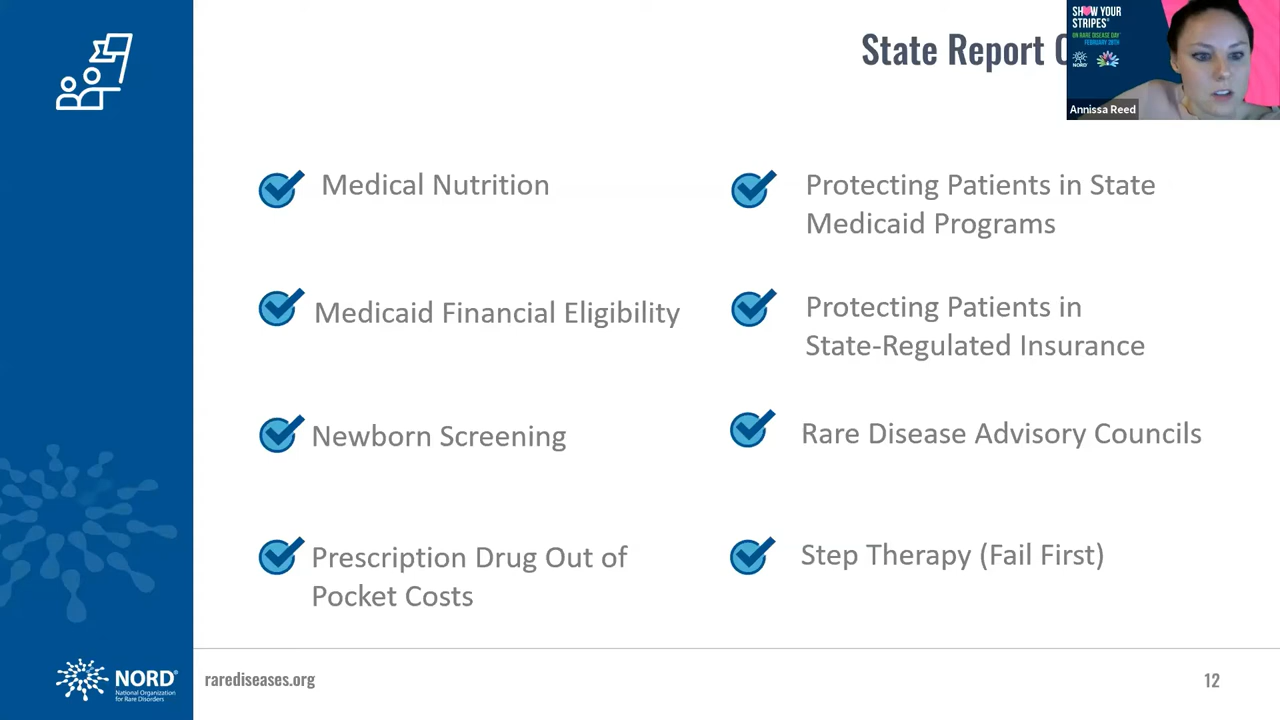 State Report
SHOW YOUR
STRIPES®
ON RARE DISEASE DAY®
FEBRUARY 28TH
NORD®
Annissa Reed
Medical Nutrition
Medicaid Financial Eligibility
Newborn Screening
Prescription Drug Out of
Pocket Costs
Protecting Patients in State
Medicaid Programs
Protecting Patients in
State-Regulated Insurance
Rare Disease Advisory Councils
Step Therapy (Fail First)
NORD®
National Organization
for Rare Disorders
rarediseases.org
12